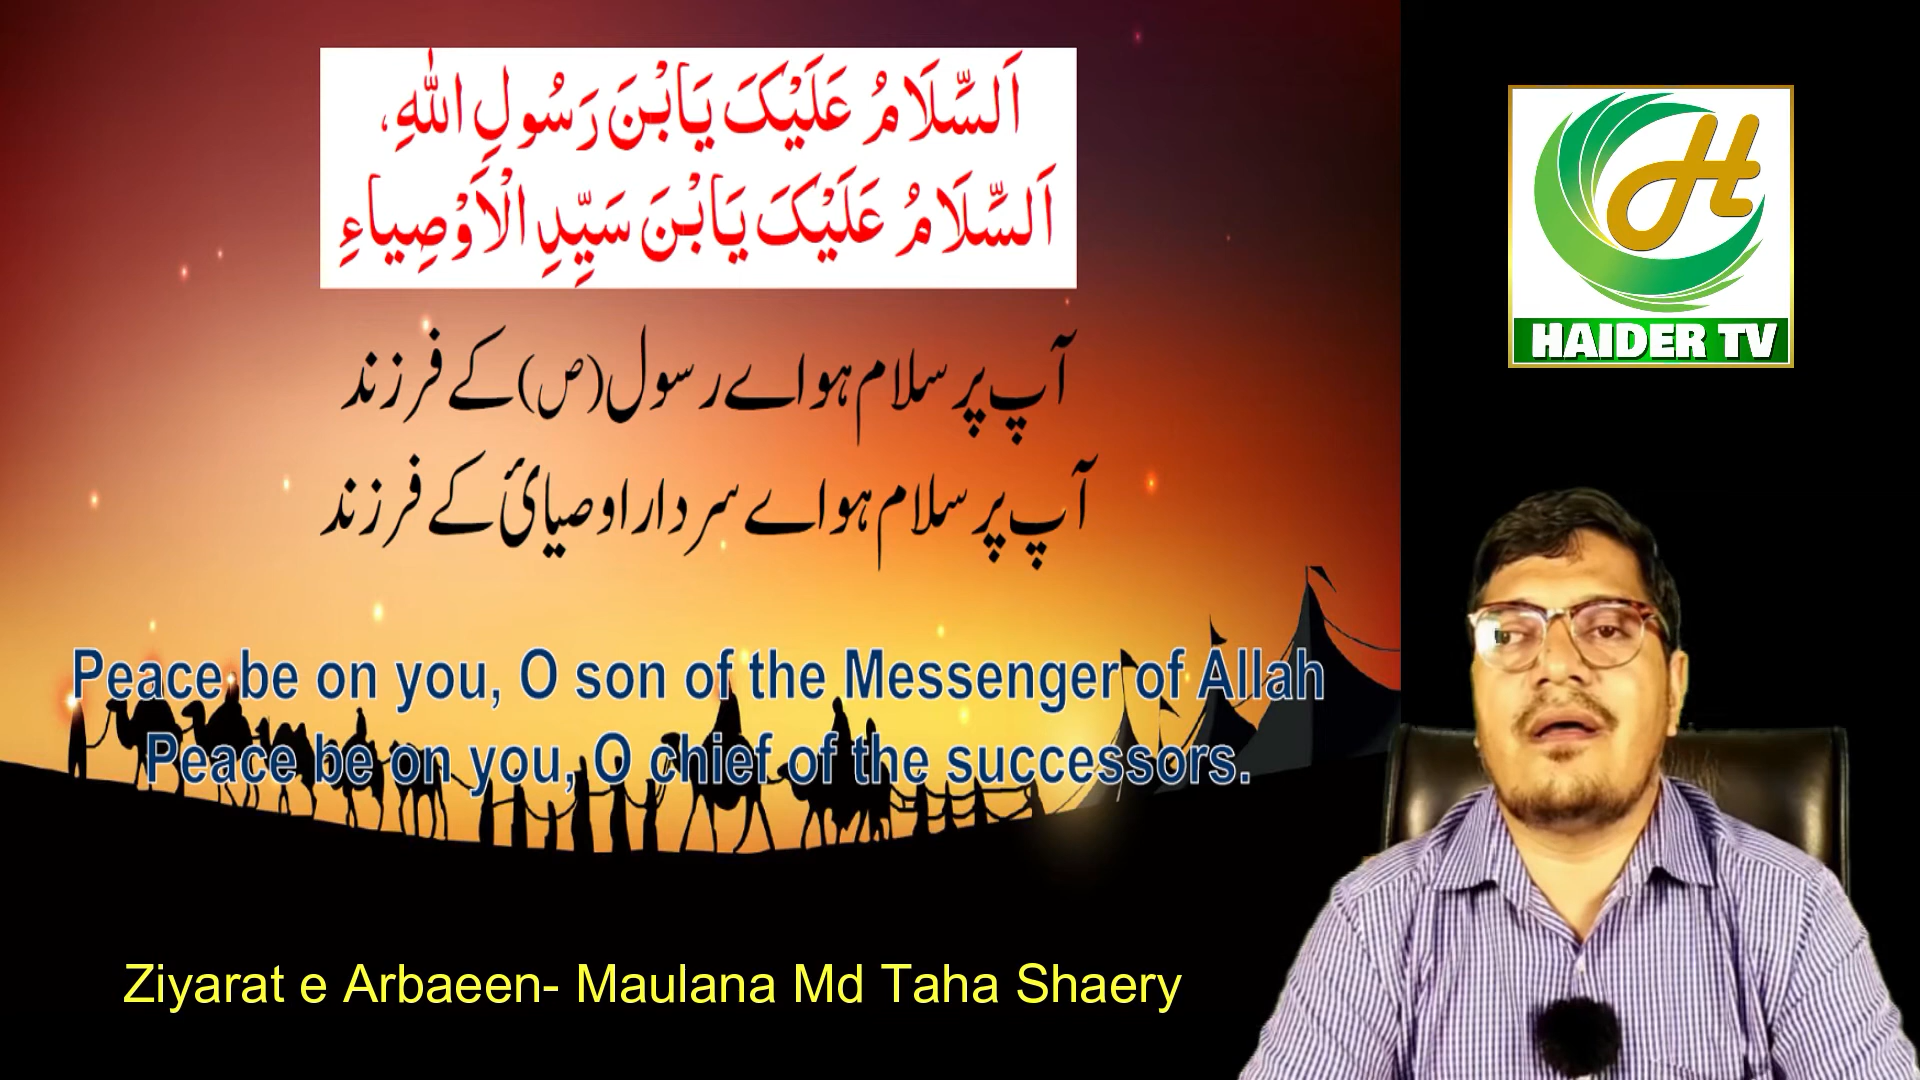 اَلسَّلَامُ عَلَیْکَ یَابْنَ رَسُولِ اللّٰهِ،
اَلسَّلَامُ عَلَیْکَ یَابْنَ سَیِّدِ الْاَوْصِیاءِ
آپ پر سلام ہو اے رسول(ص) کے فرزند
آپ پر سلام ہو اے سردار اوصیائ کے فرزند
Peace be on you, O son of the Messenger of Allah
Peace be on you, O chief of the successors.
Ziyarat e Arbaeen- Maulana Md Taha Shaery
H
HAIDER TV